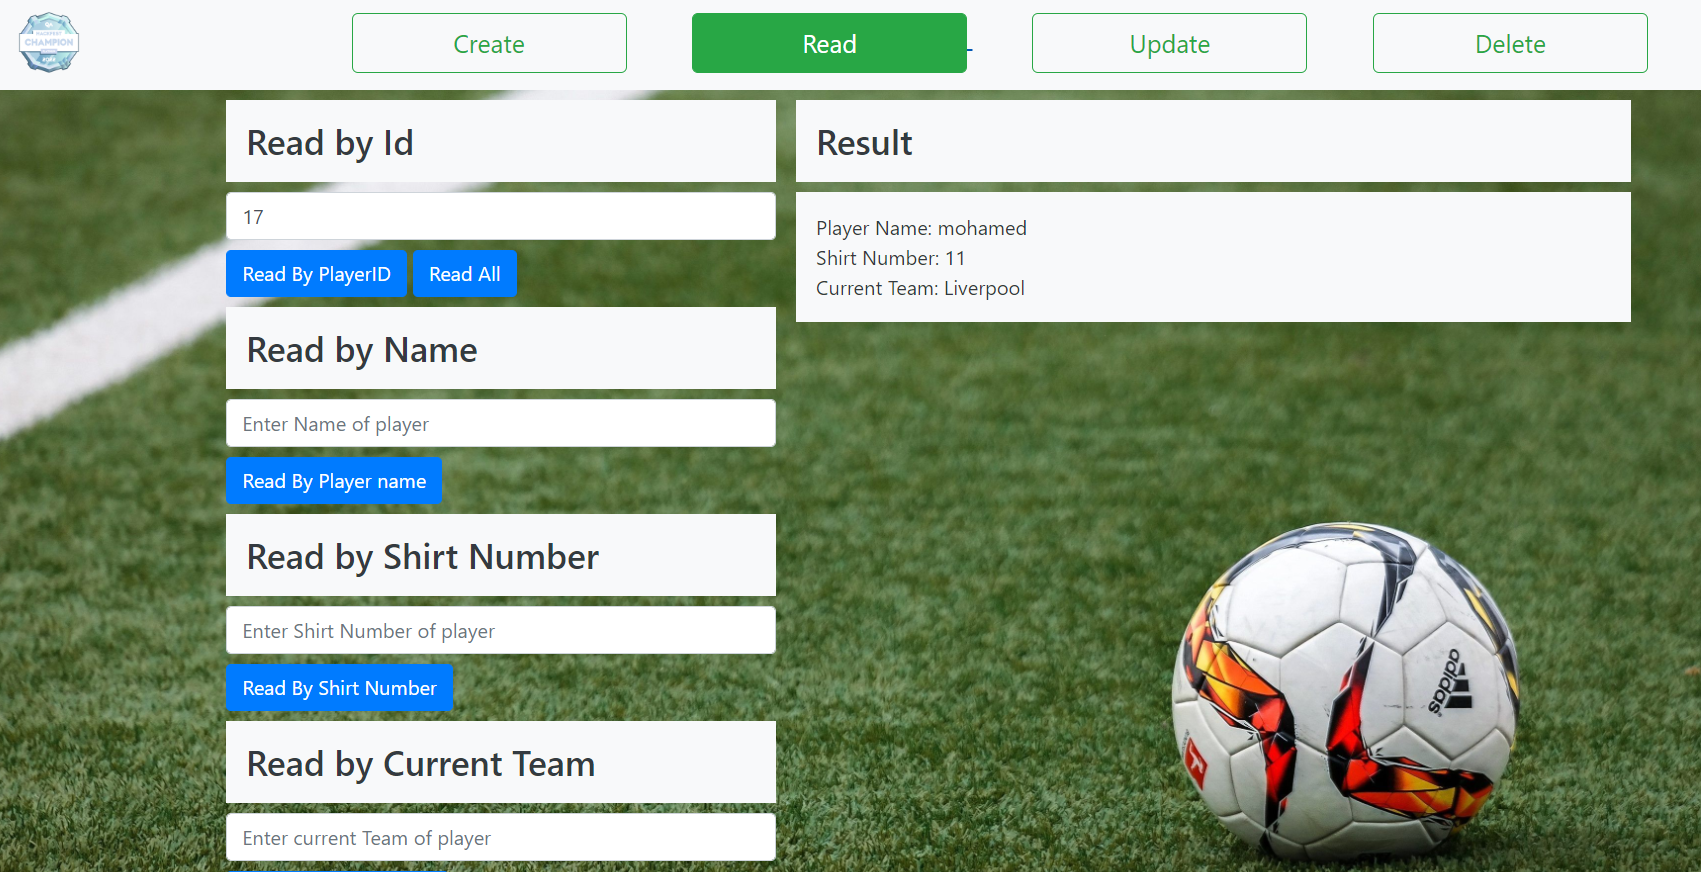 CHAMPION
Create
Read
Update
Delete
Read by Id
17
Read By PlayerID
Read All
Read by Name
Enter Name of player
Read By Player name
Read by Shirt Number
Enter Shirt Number of player
Read By Shirt Number
Read by Current Team
Enter current Team of player
Result
Player Name: mohamed
Shirt Number: 11
Current Team: Liverpool
adidas